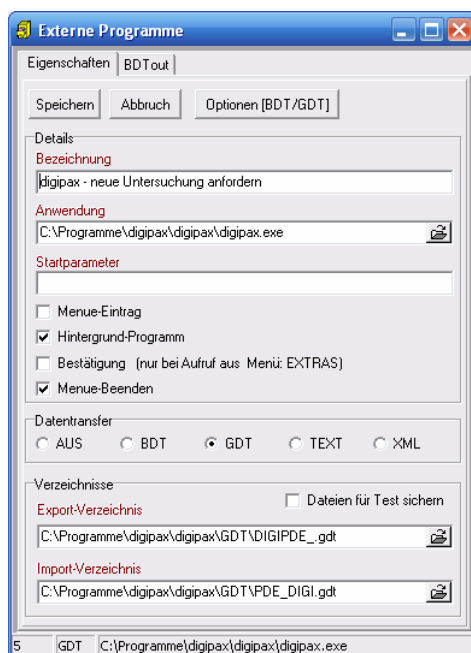 Externe Programme
Eigenschaften BDTout
Speichern Abbruch Optionen [BDT/GDT]
Details
Bezeichnung
digipax - neue Untersuchung anfordern
Anwendung
C:\Programme\digipax\digipax\digipax.exe
Startparameter
Menue-Eintrag
Hintergrund-Programm
Bestätigung (nur bei Aufruf aus Menü: EXTRAS)
Menue-Beenden
Datentransfer
AUS BDT GDT TEXT XML
Verzeichnisse
Dateien für Test sichern
Export-Verzeichnis
C:\Programme\digipax\digipax\GDT\DIGIPDE_.gdt
Import-Verzeichnis
C:\Programme\digipax\digipax\GDT\PDE_DIGI.gdt
5 GDT C:\Programme\digipax\digipax\digipax.exe